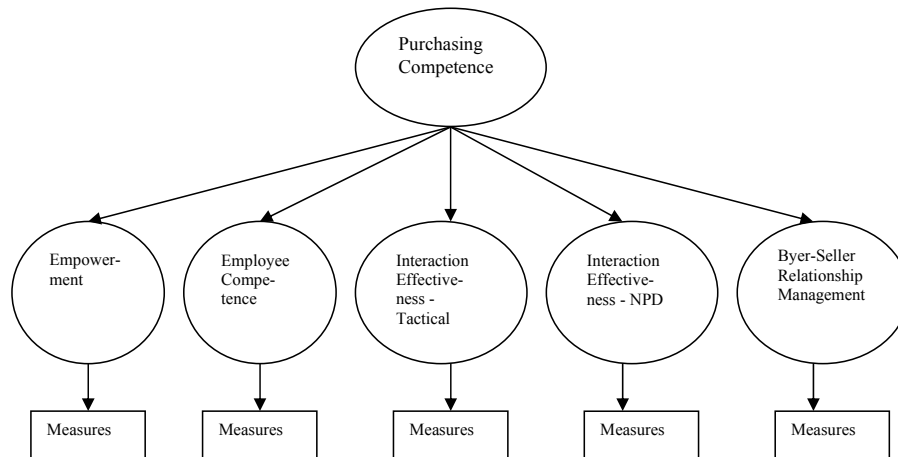 Purchasing
Competence
Empower-
ment
Employee
Compe-
tence
Interaction
Effective-
ness -
Tactical
Interaction
Effective-
ness - NPD
Byer-Seller
Relationship
Management
Measures
Measures
Measures
Measures
Measures